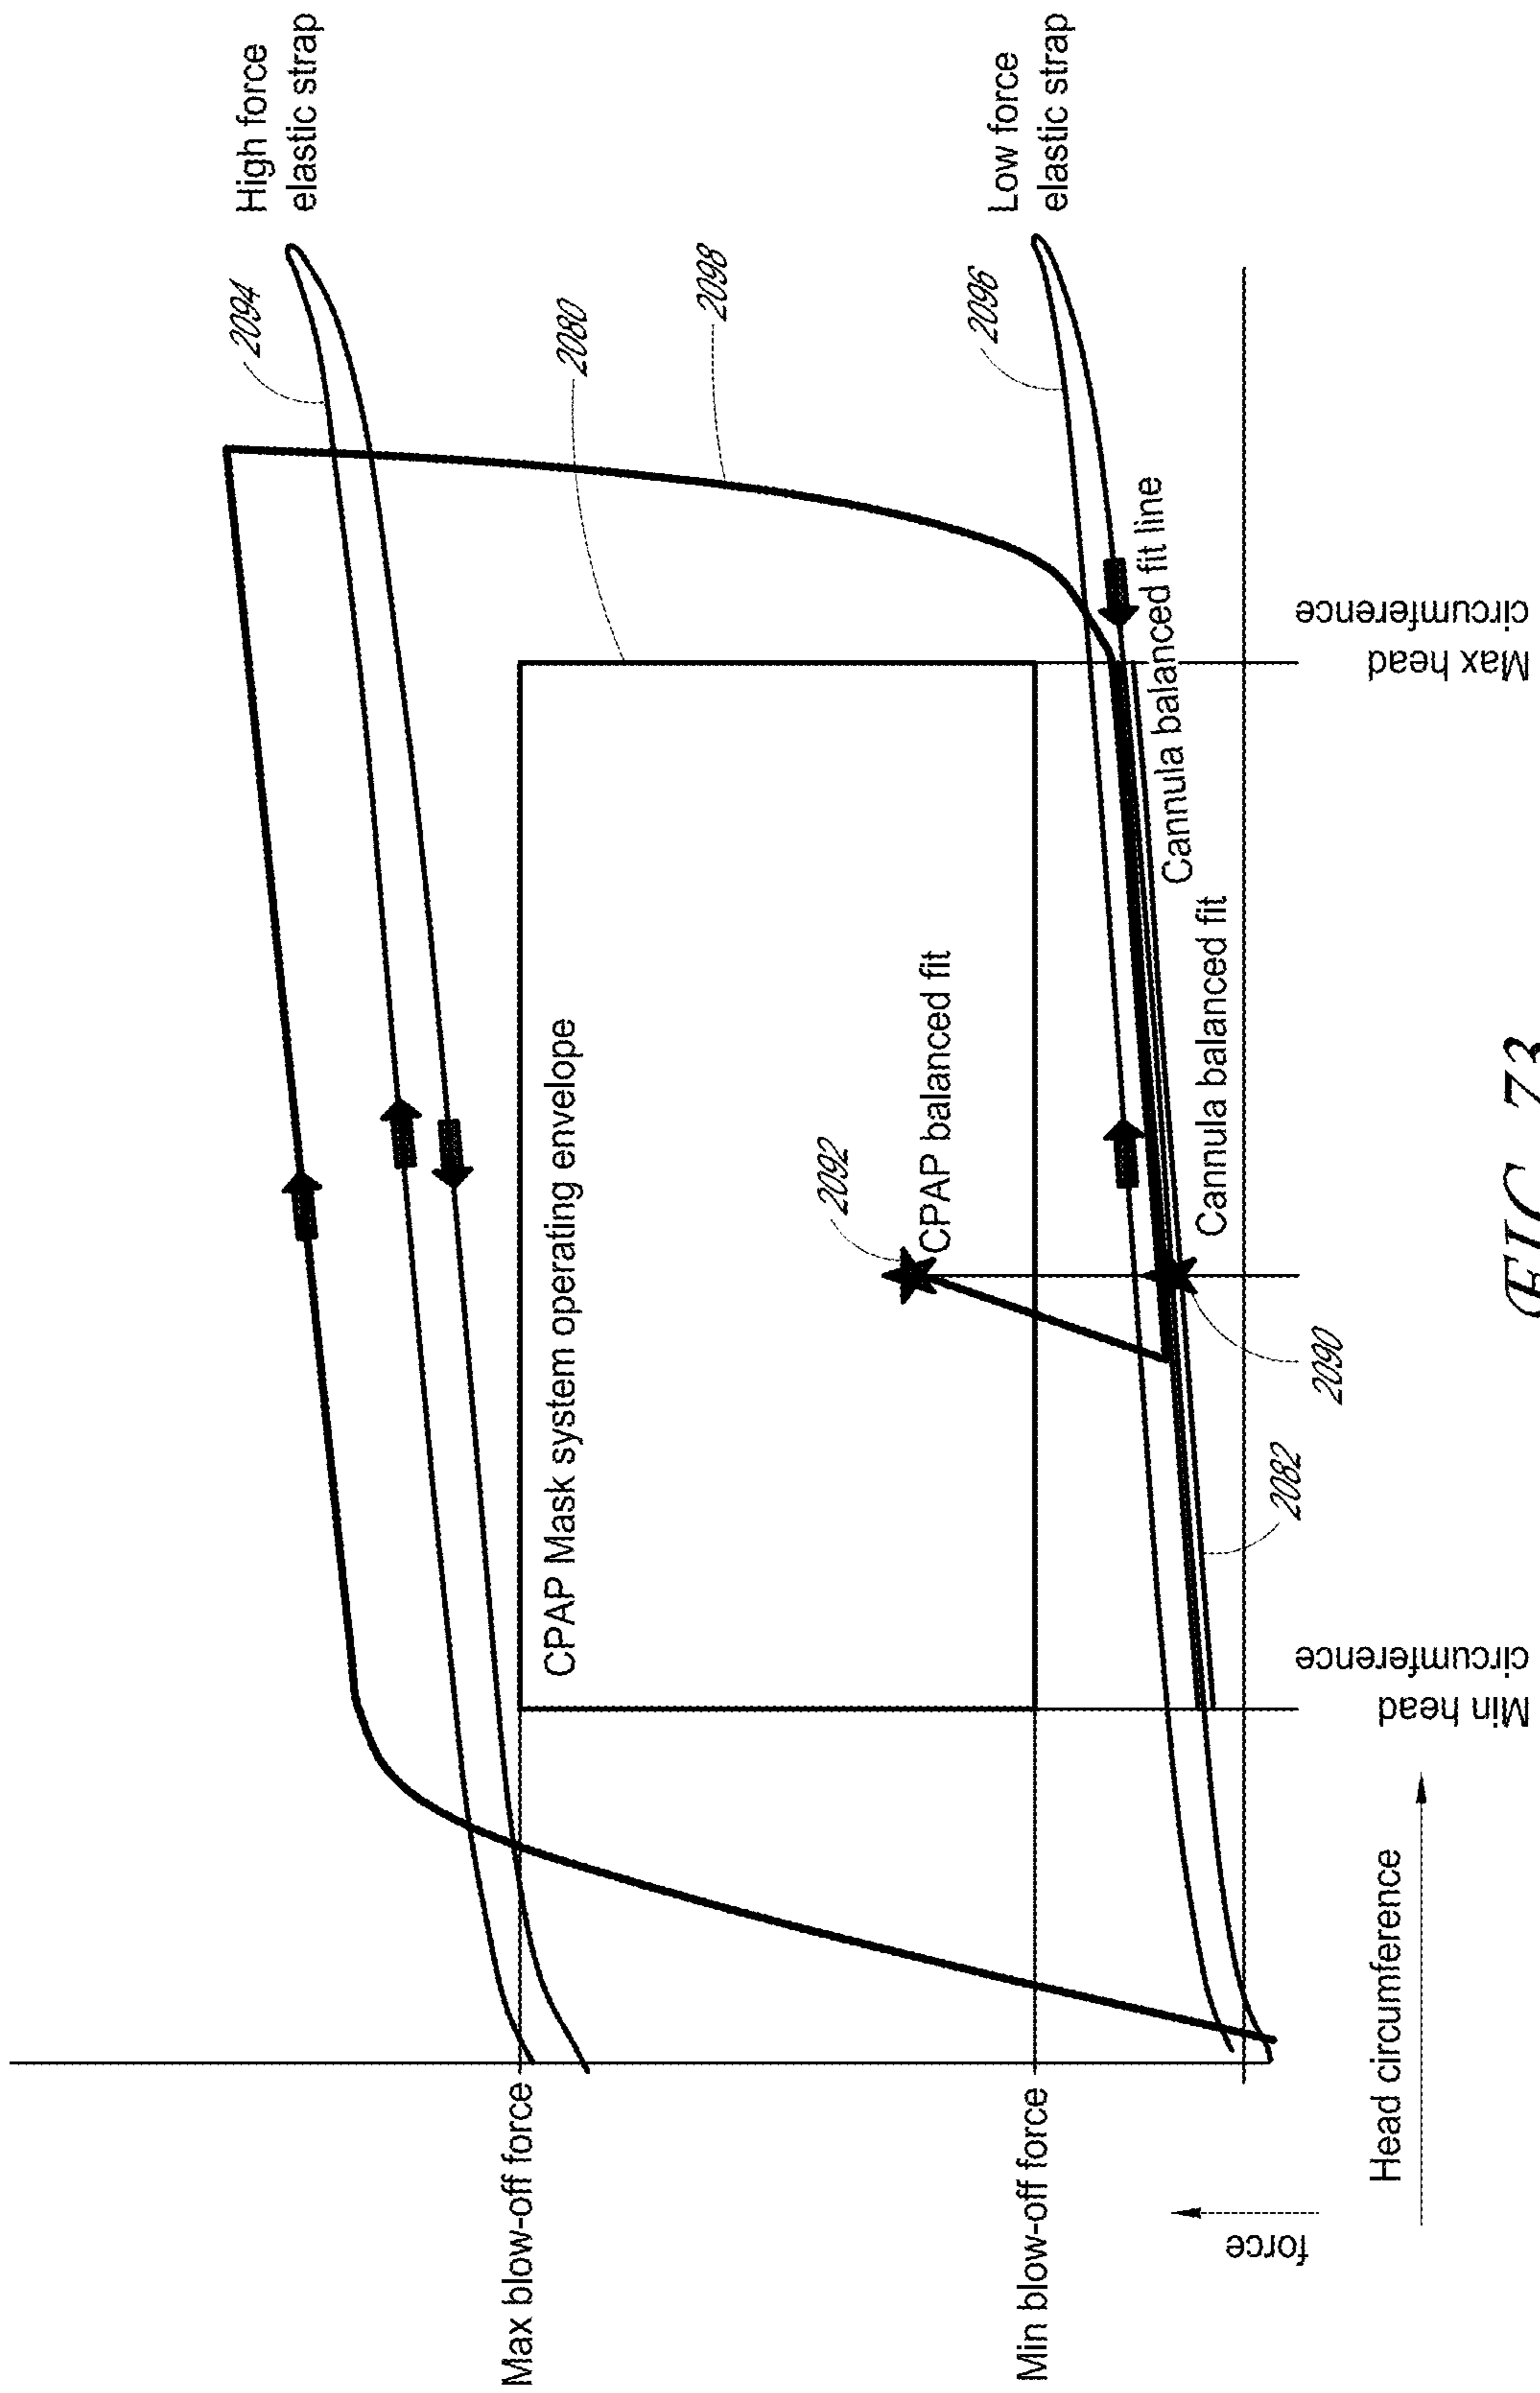 High force
elastic strap
2094
2098
2080
Low force
elastic strap
2096
CPAP Mask system operating envelope
2092
CPAP balanced fit
Cannula balanced fit line
Cannula balanced fit
2090
2082
Max blow-off force
Min blow-off force
force
Head circumference
Min head
circumference
Max head
circumference
FIG. 73